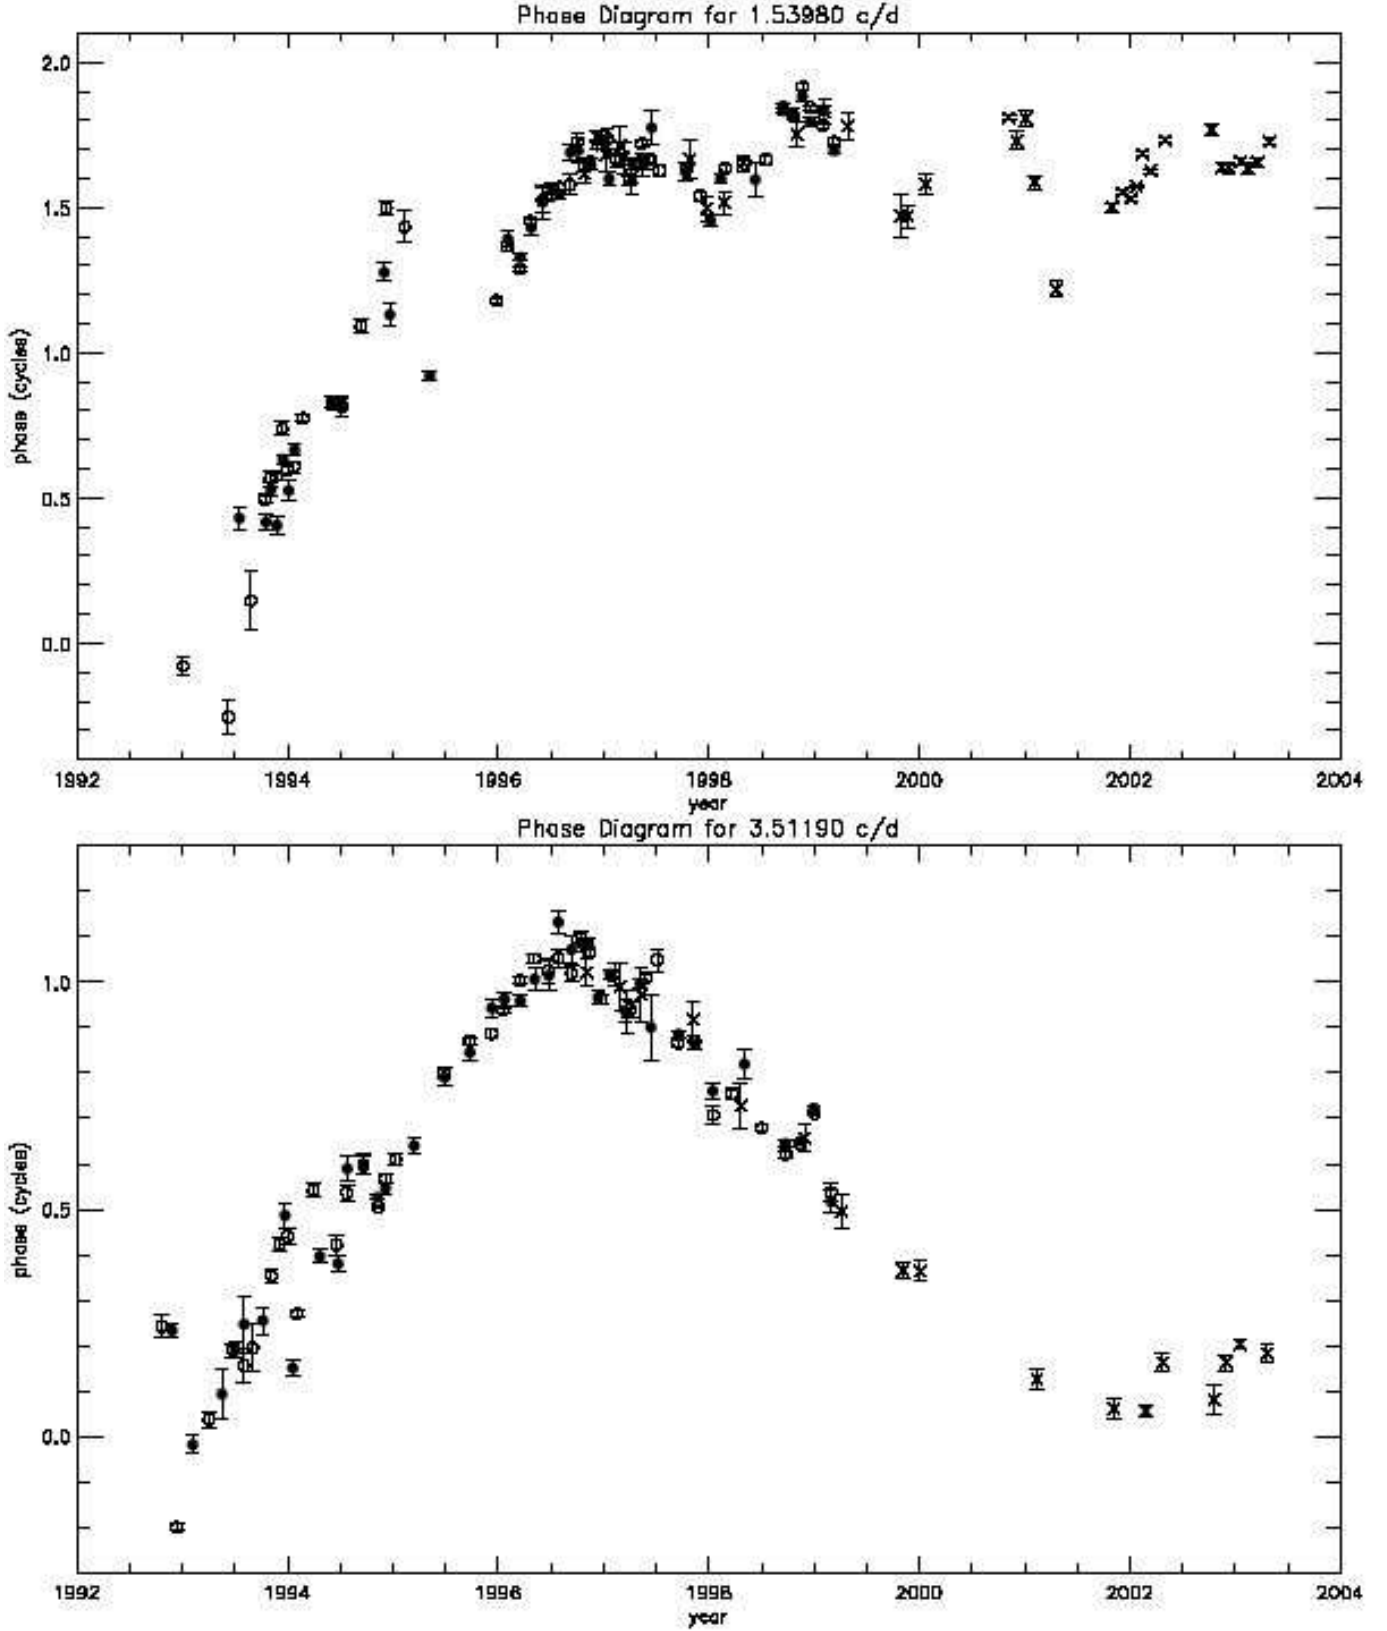 Phase Diagram for 1.53980 c/d
2.0
1.5
1.0
0.5
0.0
phase (cycles)
1992 1994 1996 1998 2000 2002 2004
year
Phase Diagram for 3.51190 c/d
1.0
0.5
0.0
phase (cycles)
1992 1994 1996 1998 2000 2002 2004
year